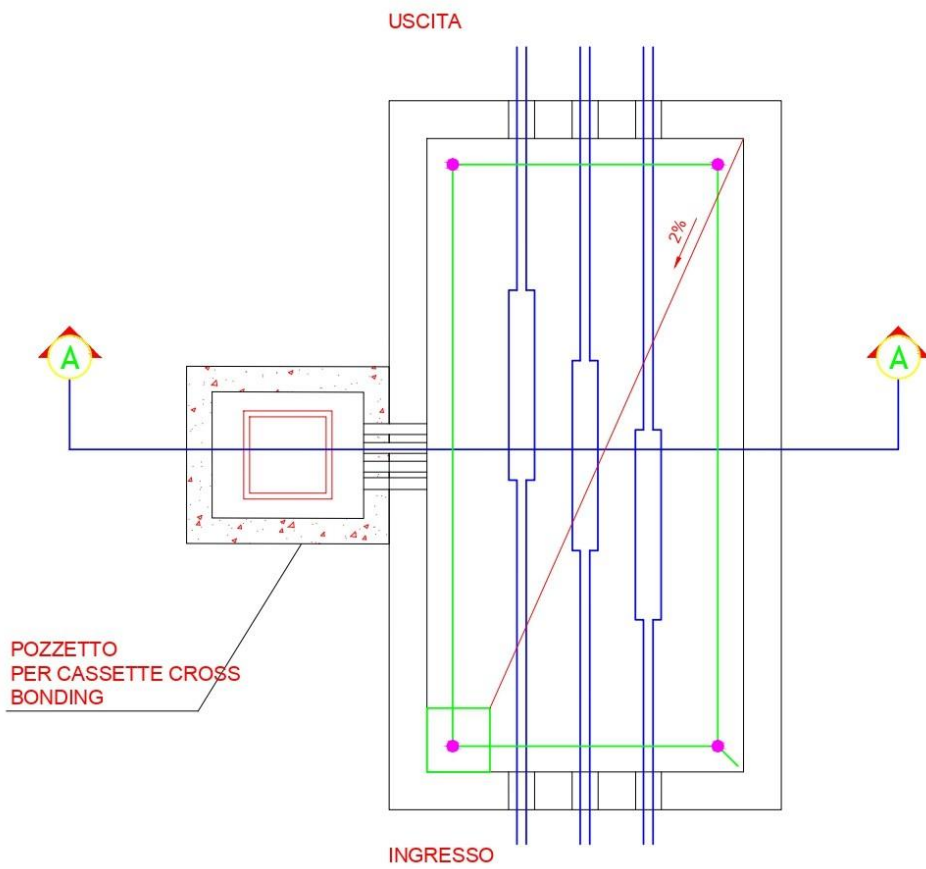 USCITA
2%
A
A
POZZETTO
PER CASSETTE CROSS
BONDING
INGRESSO